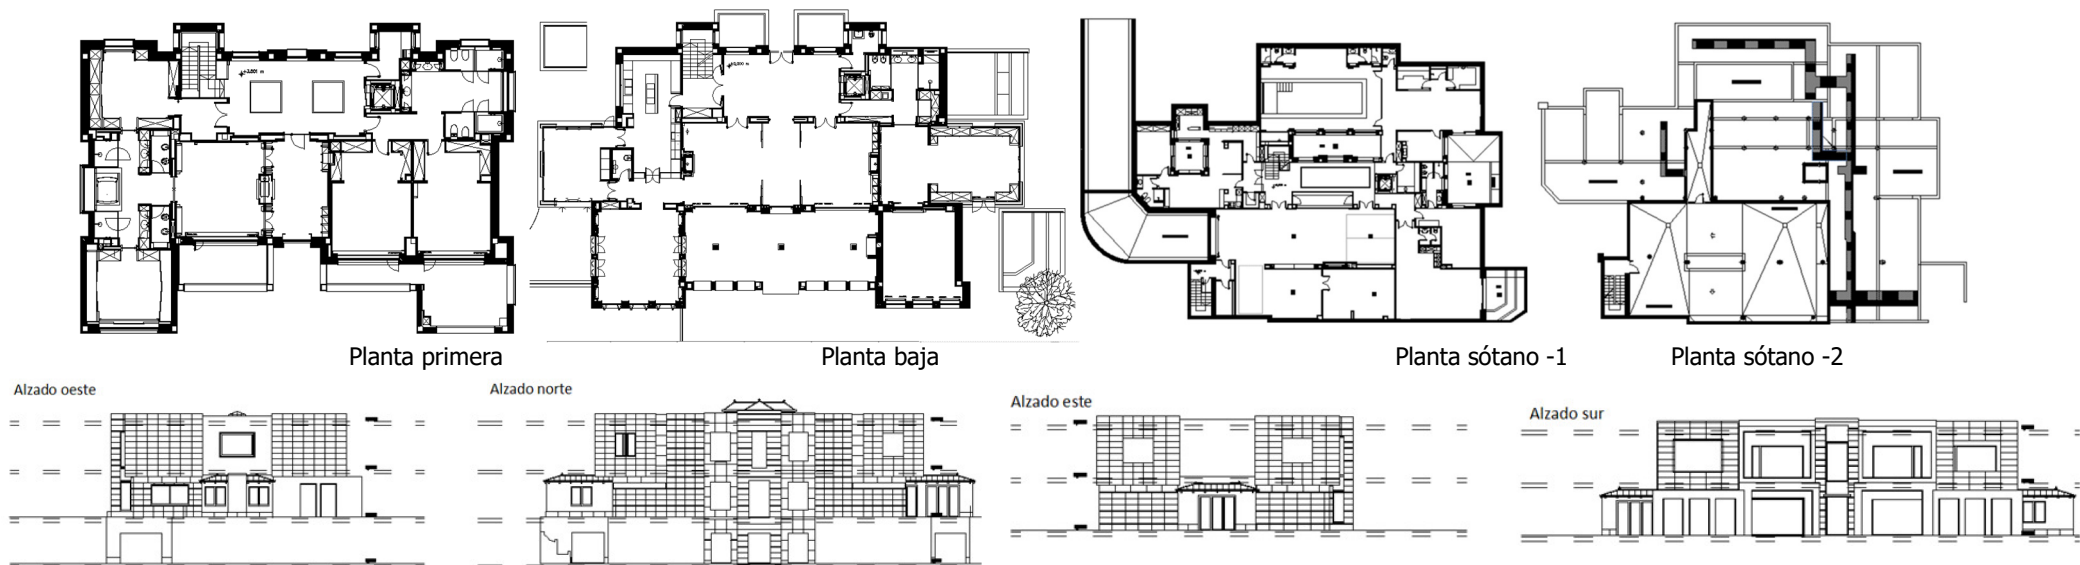 Planta primera
Planta baja
Planta sótano -1
Planta sótano -2
Alzado oeste
Alzado norte
Alzado este
Alzado sur